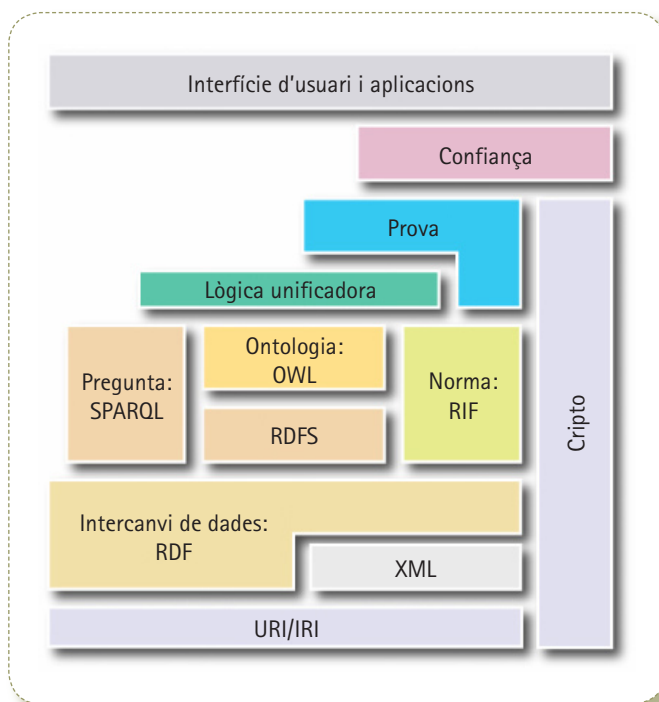 Interfície d'usuari i aplicacions
Confiança
Prova
Lògica unificadora
Pregunta:
SPARQL
Ontologia:
OWL
RDFS
Norma:
RIF
Cripto
Intercanvi de dades:
RDF
XML
URI/IRI